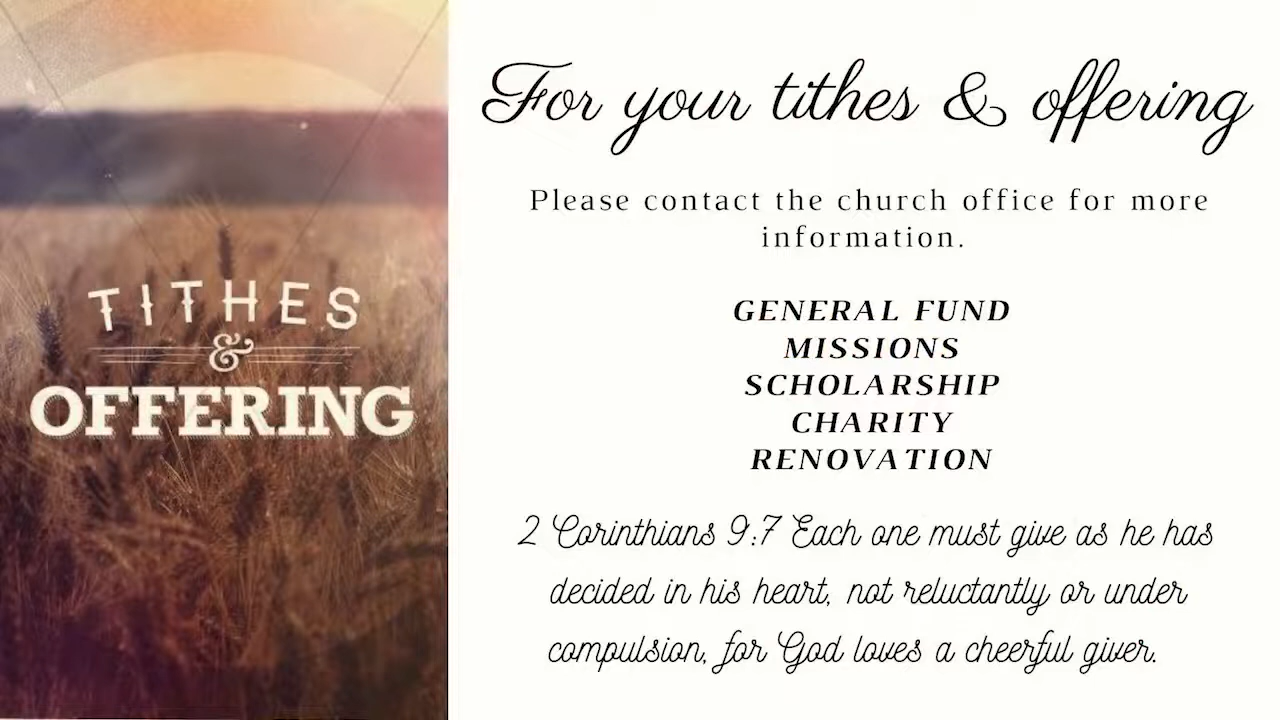 TITHES
&
OFFERING
For your tithes & offering
Please contact the church office for more
information.
GENERAL FUND
MISSIONS
SCHOLARSHIP
CHARITY
RENOVATION
2 Corinthians 9:7 Each one must give as he has
decided in his heart, not reluctantly or under
compulsion, for God loves a cheerful giver.